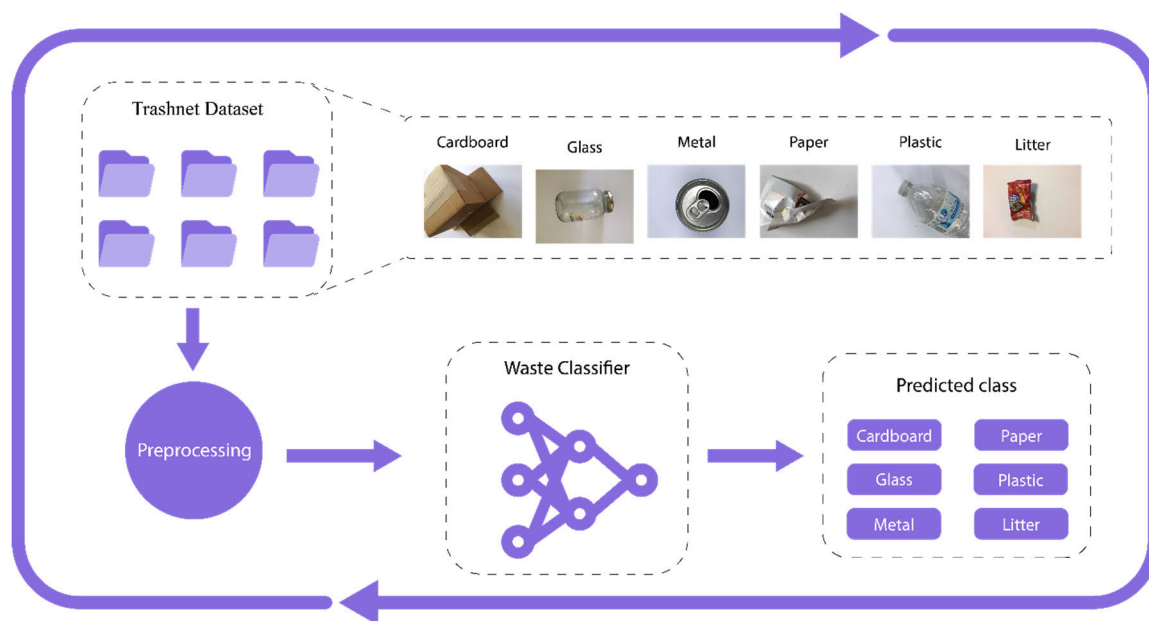 Trashnet Dataset
Cardboard
Glass
Metal
Paper
Plastic
Litter
Preprocessing
Waste Classifier
Predicted class
Cardboard
Paper
Glass
Plastic
Metal
Litter